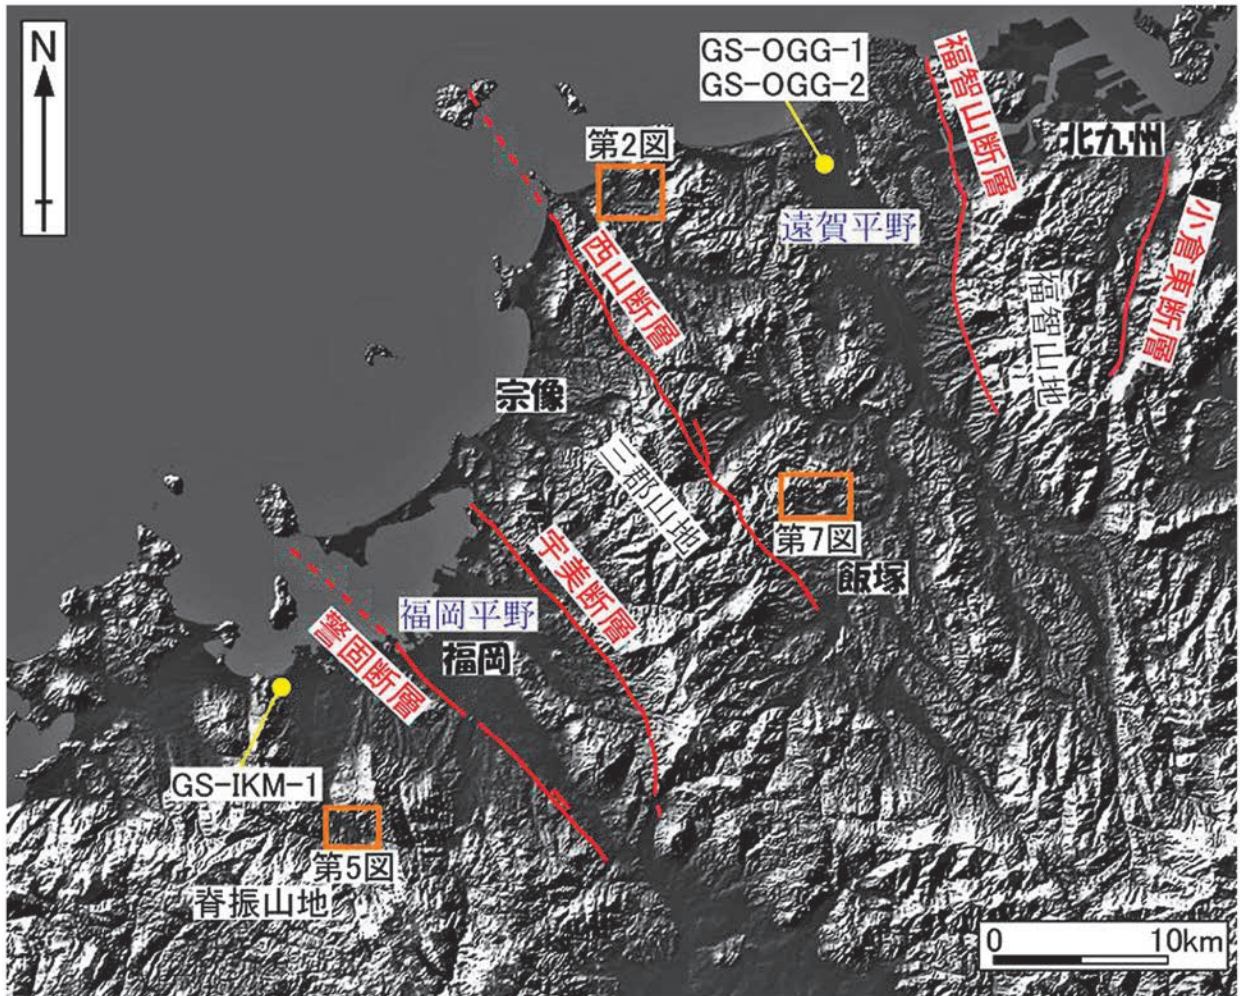 N
GS-OGG-1
GS-OGG-2
福智山断層
北九州
第2図
遠賀平野
小倉東断層
西山断層
福智山地
宗像
三郡山地
第7図
飯塚
宇美断層
福岡平野
福岡
警固断層
GS-IKM-1
第5図
脊振山地
0 10km